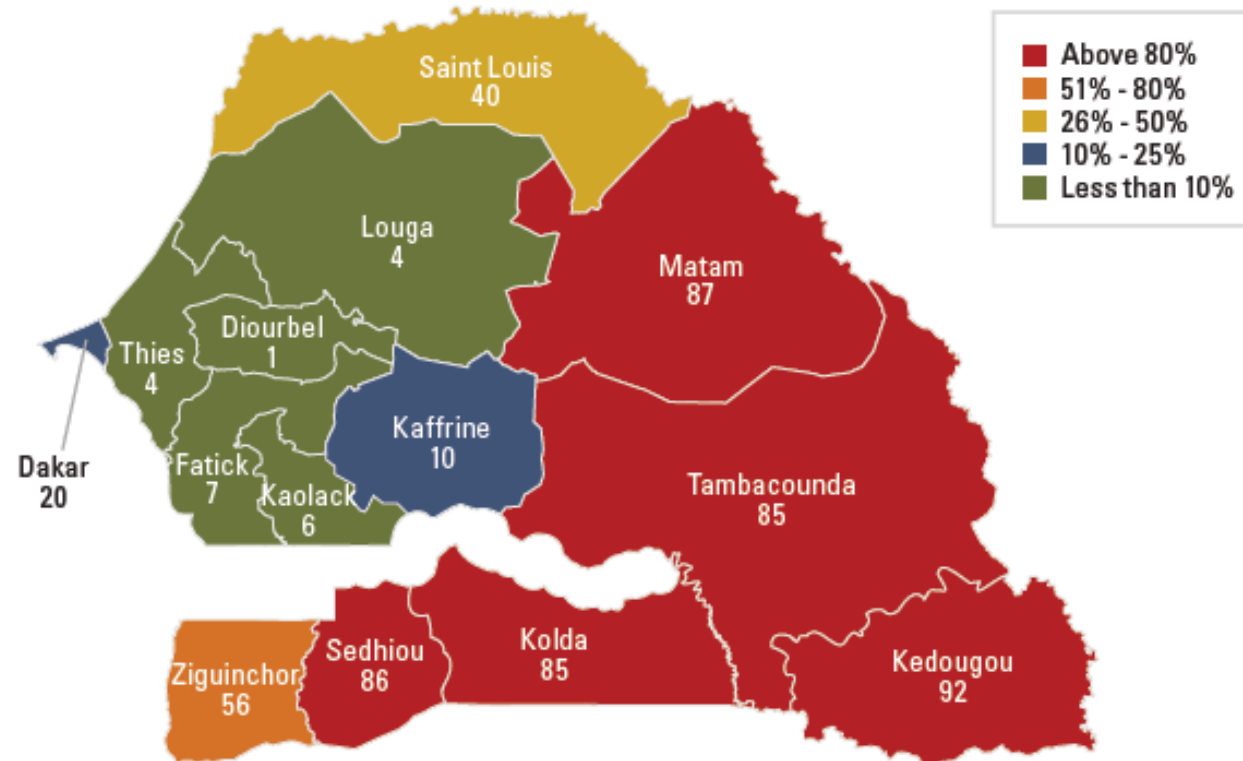 Saint Louis
40
Louga
4
Matam
87
Diourbel
1
Thies
4
Dakar
20
Fatick
7
Kaolack
6
Kaffrine
10
Tambacounda
85
Ziguinchor
56
Sedhiou
86
Kolda
85
Kedougou
92
Above 80%
51% - 80%
26% - 50%
10% - 25%
Less than 10%